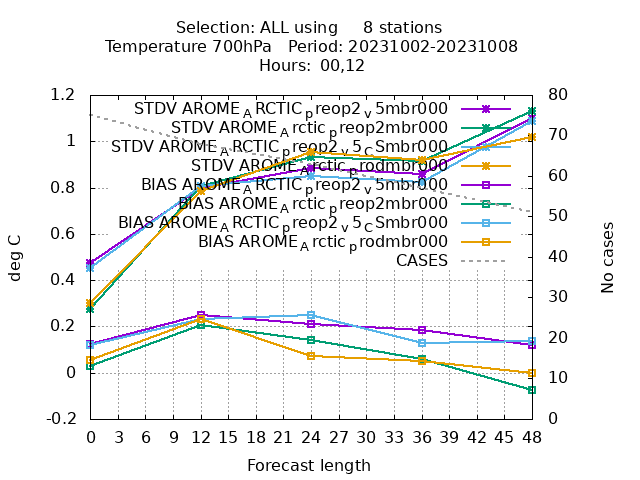 Selection: ALL using     8 stations
Temperature 700hPa   Period: 20231002-20231008
Hours:  00,12
STDV AROME_ARCTIC_preop2_v5mbr000
STDV AROME_Arctic_preop2mbr000
STDV AROME_ARCTIC_preop2_v5_CSmbr000
STDV AROME_Arctic_prodmbr000
BIAS AROME_ARCTIC_preop2_v5mbr000
BIAS AROME_Arctic_preop2mbr000
BIAS AROME_ARCTIC_preop2_v5_CSmbr000
BIAS AROME_Arctic_prodmbr000
CASES
1.2
1
0.8
0.6
0.4
0.2
0
-0.2
deg C
80
70
60
50
40
30
20
10
0
No cases
0 3 6 9 12 15 18 21 24 27 30 33 36 39 42 45 48
Forecast length